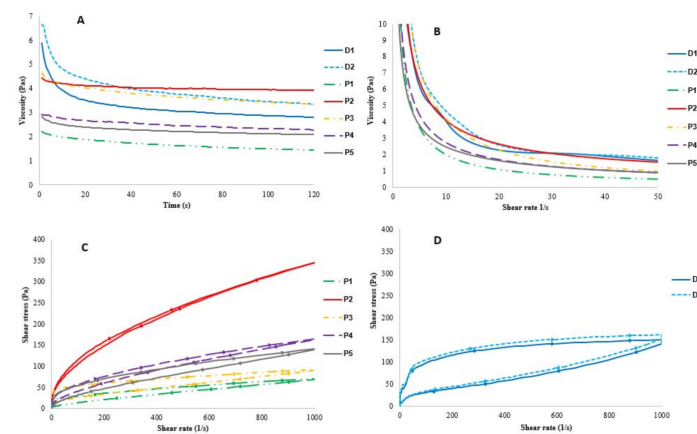 A
Viscosity (Pas)
7
6
5
4
3
2
1
0
0 20 40 60 80 100 120
Time (s)
D1
D2
P1
P2
P3
P4
P5
B
Viscosity (Pas)
10
9
8
7
6
5
4
3
2
1
0
0 10 20 30 40 50
Shear rate 1/s
D1
D2
P1
P2
P3
P4
P5
C
Shear stress (Pa)
400
350
300
250
200
150
100
50
0
0 200 400 600 800 1000
Shear rate (1/s)
P1
P2
P3
P4
P5
D
Shear stress (Pa)
400
350
300
250
200
150
100
50
0
0 200 400 600 800 1000
Shear rate (1/s)
D
D